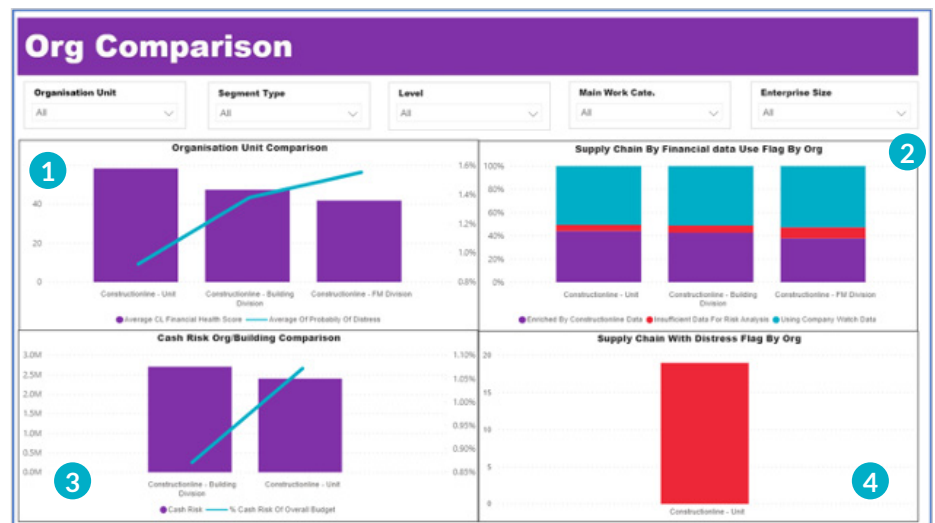 Org Comparison
Organisation Unit
All
Segment Type
All
Level
All
Main Work Cate.
All
Enterprise Size
All
1
Organisation Unit Comparison
40
20
0
1.6%
1.4%
1.2%
1.0%
0.8%
Constructionline - Unit
Constructionline - Building
Division
Constructionline - FM Division
Average CL Financial Health Score
Average Of Probabily Of Distress
2
Supply Chain By Financial data Use Flag By Org
100%
80%
60%
40%
20%
0%
Constructionline - Unit
Constructionline - Building
Division
Constructionline - FM Division
Enriched By Constructionline Data
Insufficient Data For Risk Analysis
Using Company Watch Data
Cash Risk Org/Building Comparison
3.0M
2.5M
2.0M
1.5M
1.0M
0.5M
0.0M
1.10%
1.05%
1.00%
0.95%
0.90%
0.85%
3
Constructionline - Building
Division
Constructionline - Unit
Cash Risk
% Cash Risk Of Overall Budget
Supply Chain With Distress Flag By Org
20
15
10
5
0
4
Constructionline - Unit